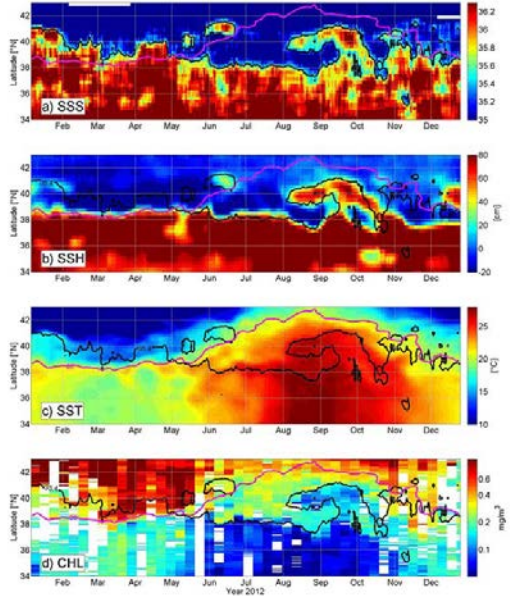 Latitude [°N]
42
40
38
36
34
a) SSS
36.2
36
35.8
35.6
35.4
35.2
35
Feb Mar Apr May Jun Jul Aug Sep Oct Nov Dec
Latitude [°N]
42
40
38
36
34
b) SSH
80
60
40
20
0
-20
[cm]
Feb Mar Apr May Jun Jul Aug Sep Oct Nov Dec
Latitude [°N]
42
40
38
36
34
c) SST
25
20
15
10
[°C]
Feb Mar Apr May Jun Jul Aug Sep Oct Nov Dec
Latitude [°N]
42
40
38
36
34
d) CHL
0.6
0.4
0.2
0.1
mg/m³
Feb Mar Apr May Jun Jul Aug Sep Oct Nov Dec
Year 2012